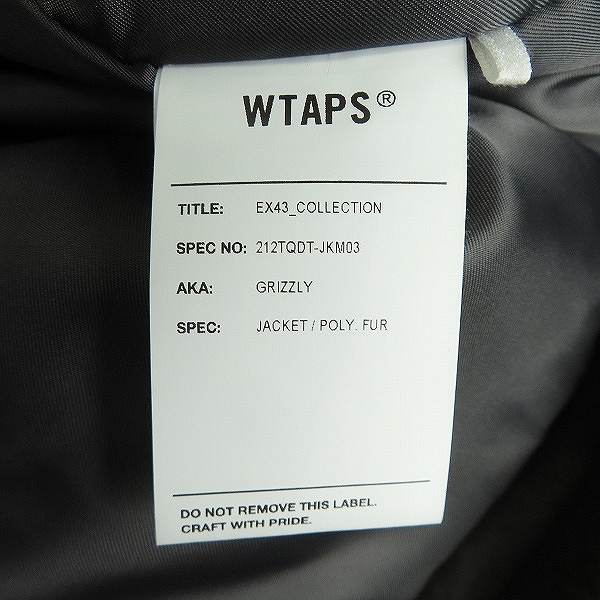 WTAPS®
TITLE: EX43_COLLECTION
SPEC NO: 212TQDT-JKM03
AKA: GRIZZLY
SPEC: JACKET / POLY. FUR
DO NOT REMOVE THIS LABEL.
CRAFT WITH PRIDE.